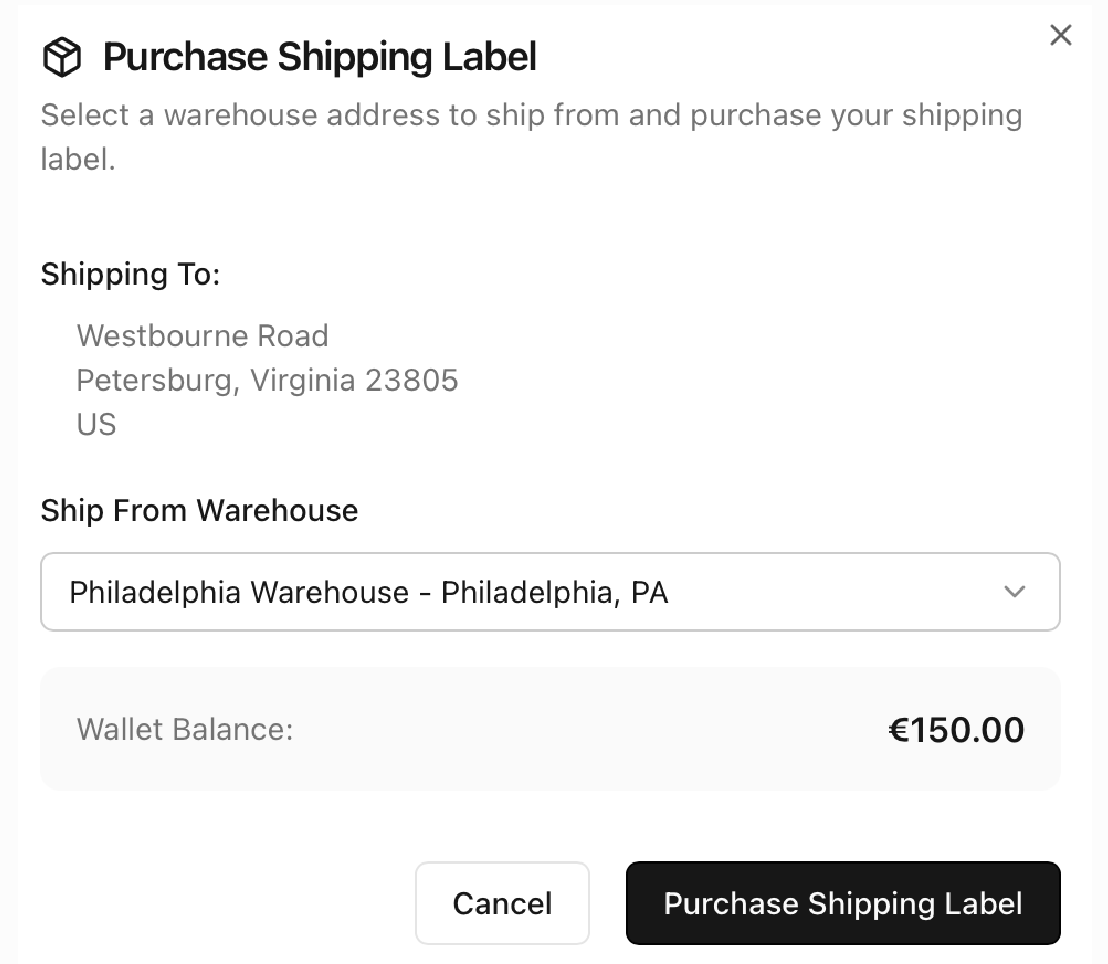 Purchase Shipping Label
Select a warehouse address to ship from and purchase your shipping
label.
Shipping To:
Westbourne Road
Petersburg, Virginia 23805
US
Ship From Warehouse
Philadelphia Warehouse - Philadelphia, PA
Wallet Balance: €150.00
Cancel Purchase Shipping Label